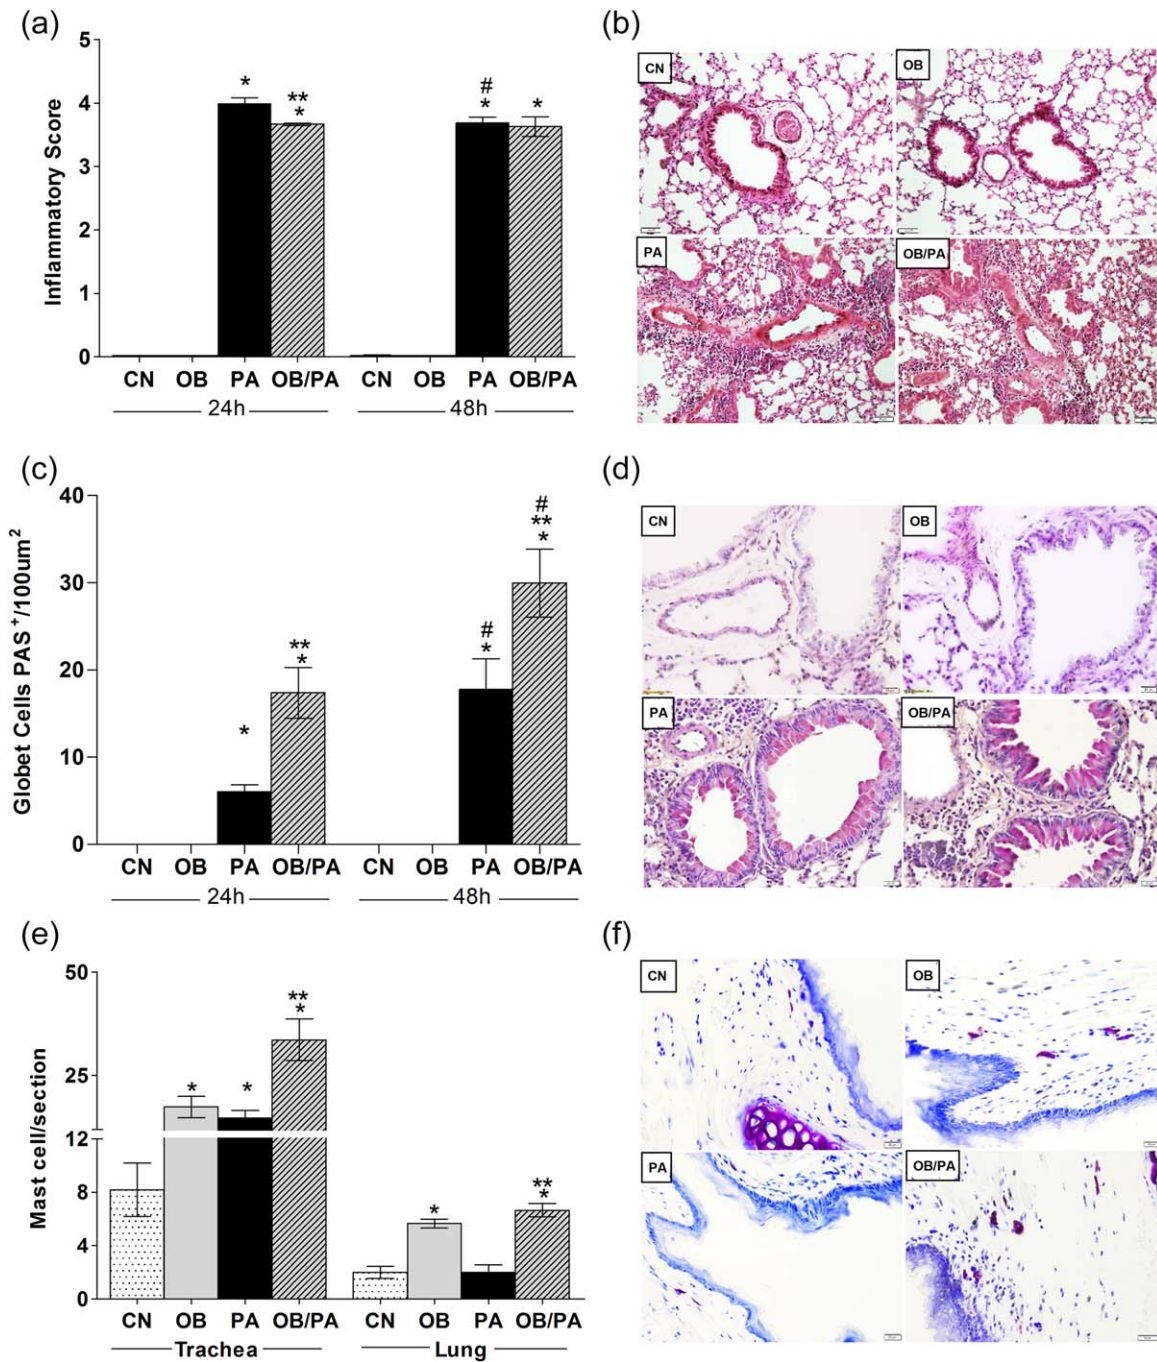 (a)
Inflammatory Score
5
4
3
2
1
0
*
**
*
#
*
*
CN OB PA OB/PA CN OB PA OB/PA
24h 48h
(b)
CN
OB
PA
OB/PA
(c)
Globet Cells PAS⁺/100um²
40
30
20
10
0
*
**
*
#
*
#
**
*
CN OB PA OB/PA CN OB PA OB/PA
24h 48h
(d)
CN
OB
PA
OB/PA
(e)
Mast cell/section
50
25
12
8
4
0
*
*
**
*
*
**
*
CN OB PA OB/PA CN OB PA OB/PA
Trachea Lung
(f)
CN
OB
PA
OB/PA